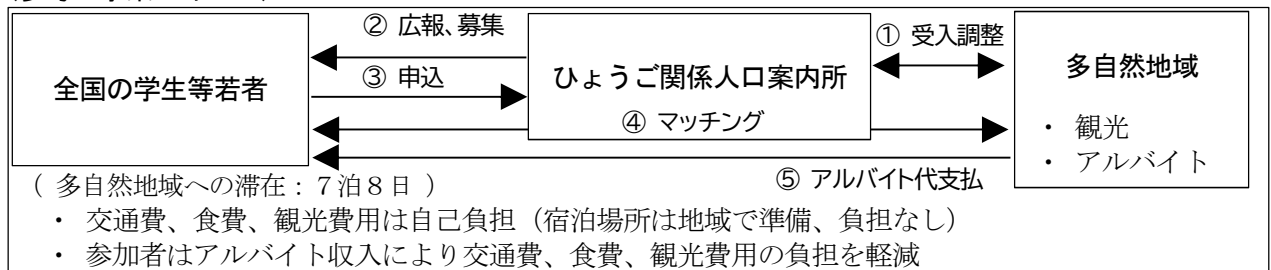 ② 広報、募集
① 受入調整
全国の学生等若者
③ 申込
ひょうご関係人口案内所
多自然地域
④ マッチング
・ 観光
・ アルバイト
⑤ アルバイト代支払
( 多自然地域への滞在:7泊8日 )
・ 交通費、食費、観光費用は自己負担(宿泊場所は地域で準備、負担なし)
・ 参加者はアルバイト収入により交通費、食費、観光費用の負担を軽減